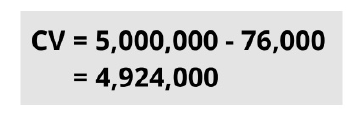 CV = 5,000,000 - 76,000
= 4,924,000